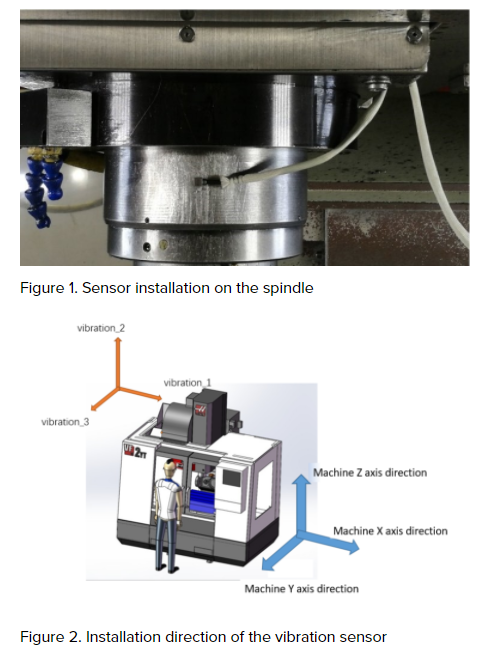 Figure 1. Sensor installation on the spindle
vibration_2
vibration_1
vibration_3
Machine Z axis direction
Machine X axis direction
Machine Y axis direction
Figure 2. Installation direction of the vibration sensor